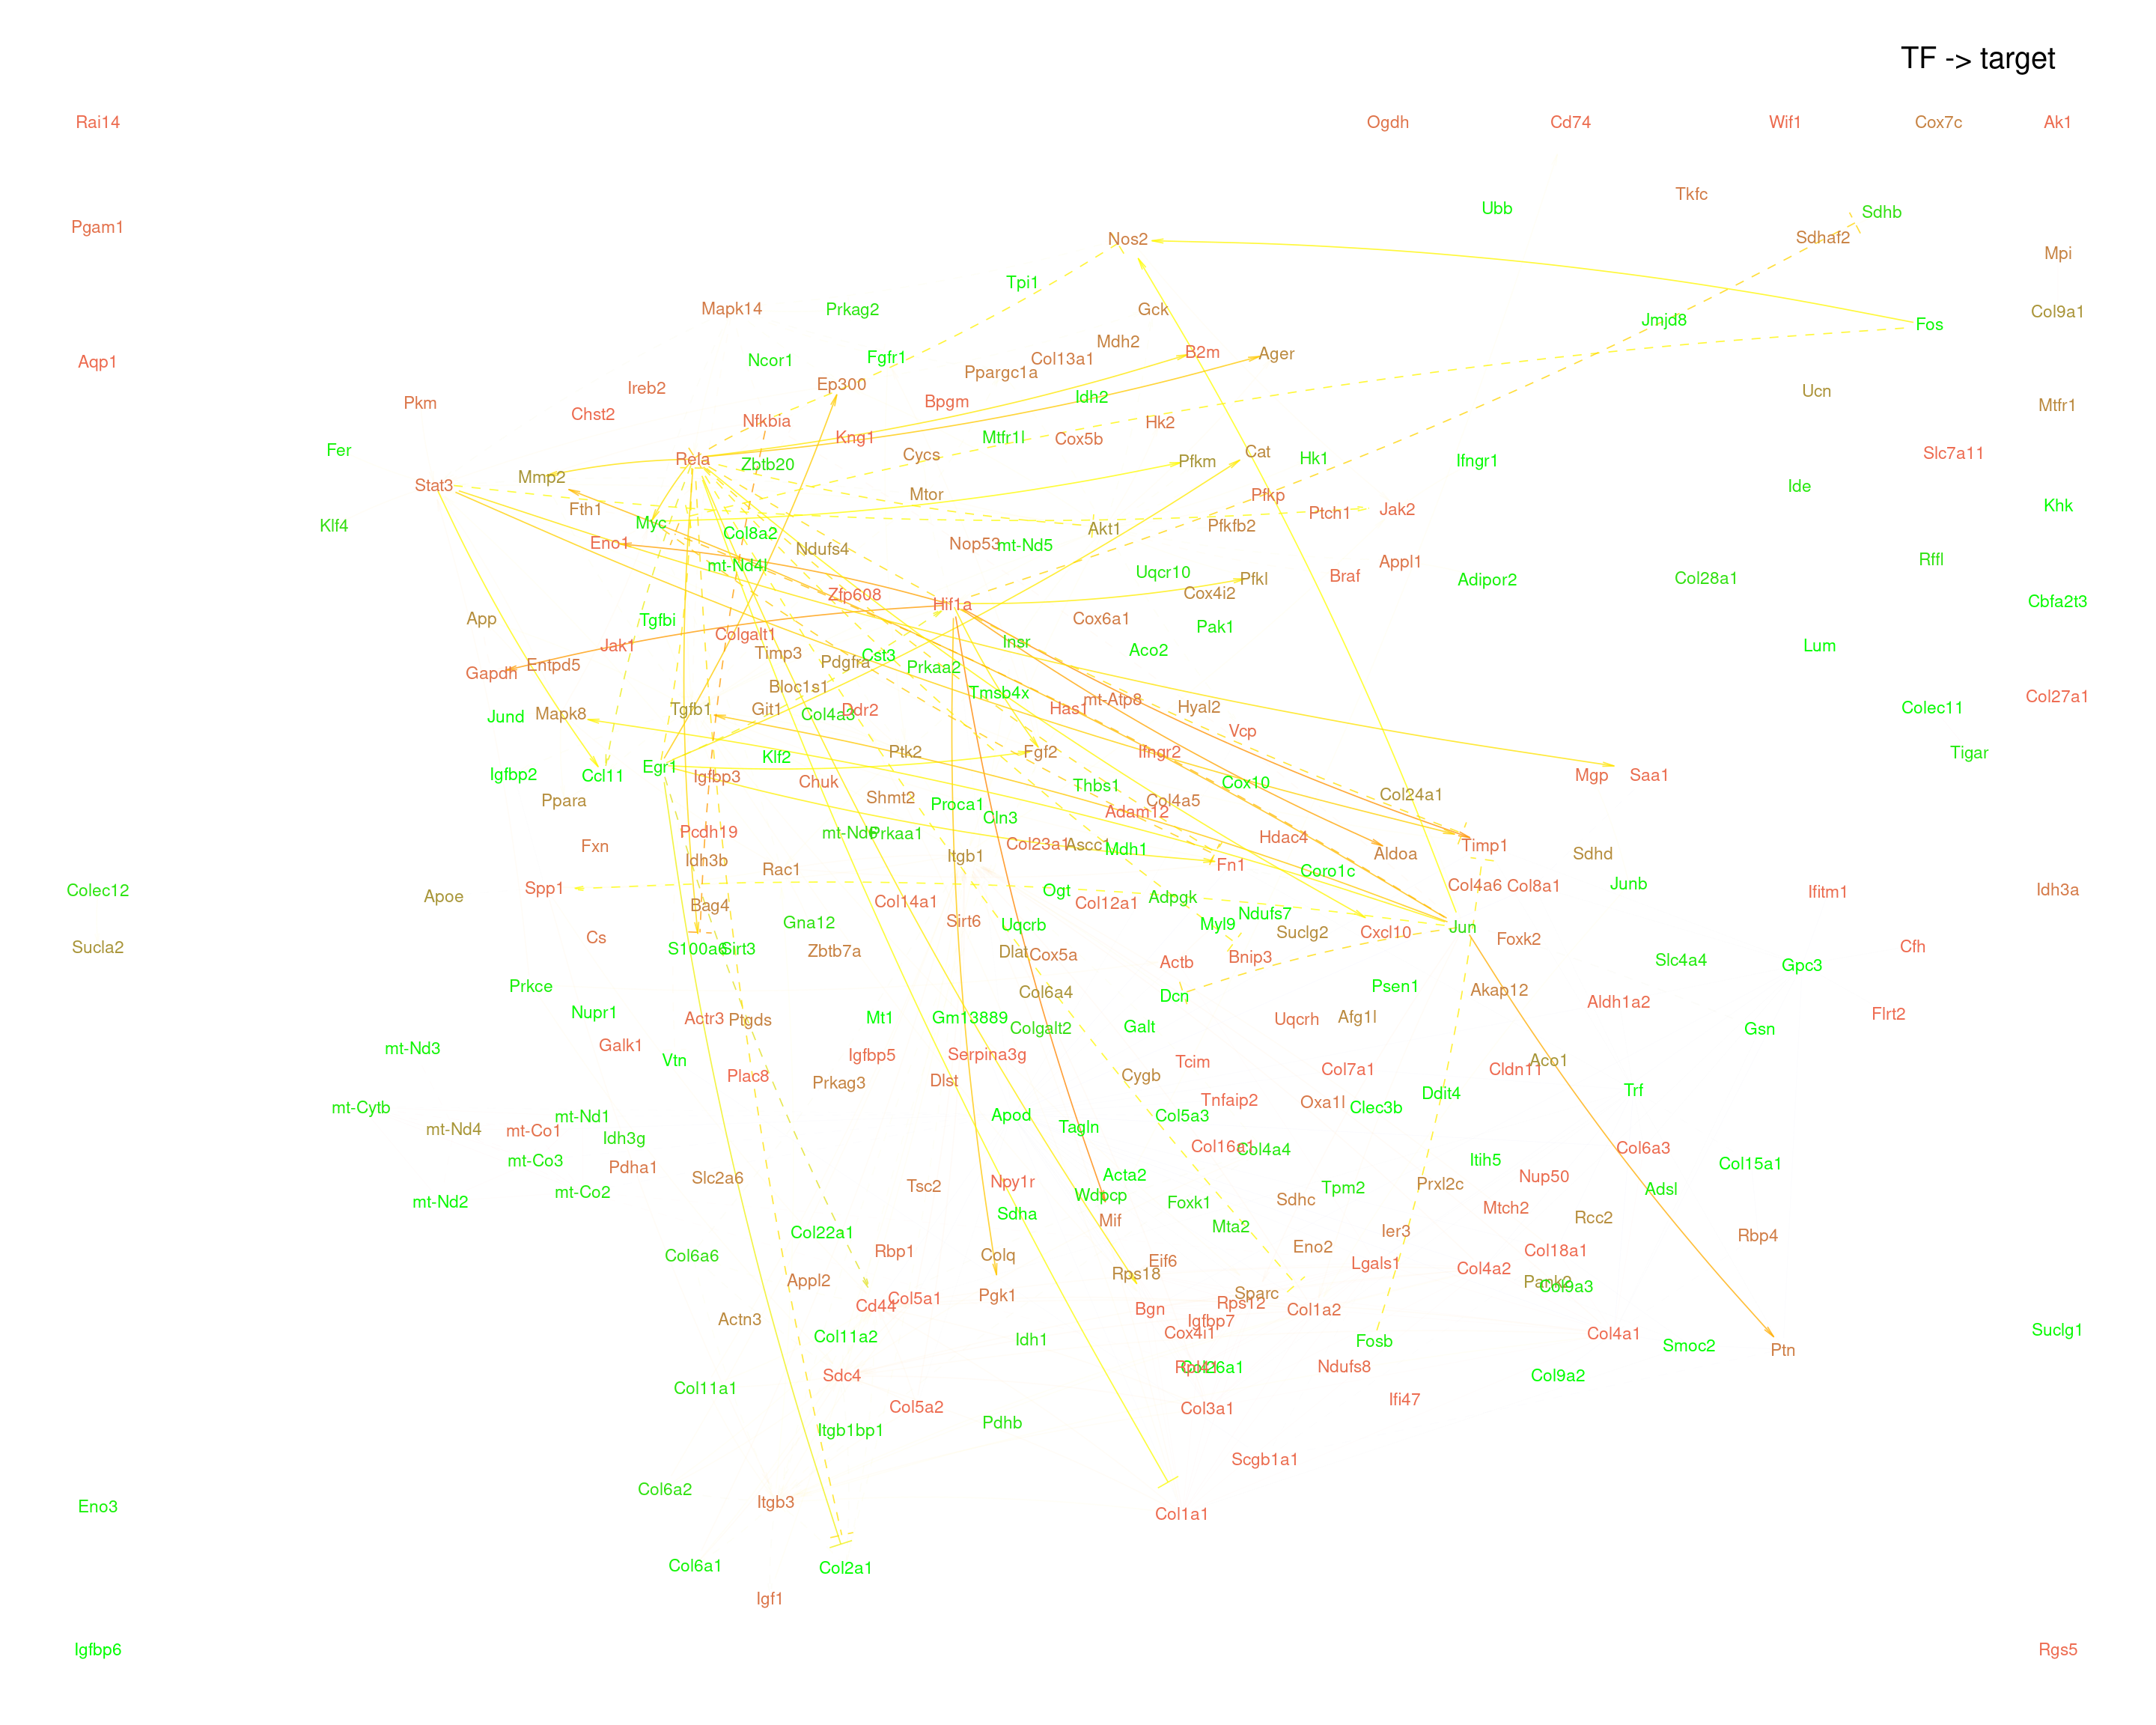 TF -> target
Rai14
Ogdh
Cd74
Wif1
Cox7c
Ak1
Tkfc
Ubb
Sdhb
Pgam1
Nos2
Sdhaf2
Mpi
Tpi1
Mapk14
Prkag2
Gck
Col9a1
Jmjd8
Fos
Mdh2
B2m
Ager
Aqp1
Ncor1
Fgfr1
Col13a1
Ppargc1a
Ireb2
Ep300
Ucn
Pkm
Bpgm
Idh2
Mtfr1
Chst2
Nfkbia
Hk2
Kng1
Mtfr1l
Cox5b
Fer
Cycs
Cat
Slc7a11
Rela
Zbtb20
Pfkm
Hk1
Ifngr1
Mmp2
Stat3
Ide
Mtor
Pfkp
Fth1
Ptch1
Jak2
Khk
Klf4
Myc
Col8a2
Akt1
Pfkfb2
Eno1
Ndufs4
Nop53
mt-Nd5
mt-Nd4l
Uqcr10
Pfkl
Braf
Appl1
Adipor2
Col28a1
Rffl
Zfp608
Hif1a
Cox4i2
Cbfa2t3
App
Tgfbi
Cox6a1
Pak1
Jak1
Colgalt1
Insr
Aco2
Lum
Timp3
Pdgfra
Cst3
Prkaa2
Gapdh
Entpd5
Bloc1s1
Tmsb4x
mt-Atp8
Col27a1
Jund
Mapk8
Tgfb1
Git1
Col4a3
Ddr2
Has1
Hyal2
Colec11
Vcp
Igfbp2
Ccl11
Egr1
Klf2
Ptk2
Fgf2
Ifngr2
Tigar
Igfbp3
Chuk
Thbs1
Cox10
Mgp
Saa1
Ppara
Shmt2
Proca1
Col4a5
Col24a1
Cln3
Adam12
Fxn
Pcdh19
mt-Nd6
Prkaa1
Col23a1
Ascc1
Mdh1
Hdac4
Timp1
Idh3b
Itgb1
Fn1
Aldoa
Sdhd
Rac1
Coro1c
Colec12
Apoe
Spp1
Ogt
Adpgk
Col4a6
Col8a1
Junb
Ifitm1
Idh3a
Bag4
Col14a1
Col12a1
Gna12
Sirt6
Uqcrb
Myl9
Ndufs7
Jun
Sucla2
Cs
S100a6
Sirt3
Zbtb7a
Dlat
Cox5a
Suclg2
Cxcl10
Foxk2
Cfh
Actb
Bnip3
Slc4a4
Gpc3
Prkce
Col6a4
Dcn
Psen1
Akap12
Nupr1
Actr3
Ptgds
Mt1
Gm13889
Colgalt2
Galt
Uqcrh
Afg1l
Aldh1a2
Flrt2
Gsn
mt-Nd3
Galk1
Vtn
Igfbp5
Serpina3g
Tcim
Aco1
Plac8
Prkag3
Dlst
Cygb
Col7a1
Cldn11
Ddit4
Trf
mt-Cytb
mt-Nd1
Apod
Tagln
Col5a3
Tnfaip2
Oxa1l
Clec3b
mt-Nd4
mt-Co1
Idh3g
Col16a1
Col4a4
Col6a3
mt-Co3
Pdha1
Itih5
Col15a1
mt-Nd2
mt-Co2
Slc2a6
Tsc2
Npy1r
Acta2
Wdpcp
Foxk1
Sdhc
Tpm2
Prxl2c
Nup50
Adsl
Sdha
Mif
Mta2
Mtch2
Rcc2
Col22a1
Ier3
Rbp4
Col6a6
Rbp1
Colq
Eif6
Eno2
Col18a1
Appl2
Rps18
Lgals1
Col4a2
Pank2
Col9a3
Cd44
Col5a1
Pgk1
Sparc
Actn3
Bgn
Rps12
Col1a2
Igfbp7
Col11a2
Idh1
Cox4i1
Fosb
Col4a1
Smoc2
Ptn
Suclg1
Sdc4
Col26a1
Ndufs8
Col9a2
Col11a1
Col5a2
Col3a1
Ifi47
Itgb1bp1
Pdhb
Scgb1a1
Col6a2
Itgb3
Eno3
Col1a1
Col6a1
Col2a1
Igf1
Igfbp6
Rgs5